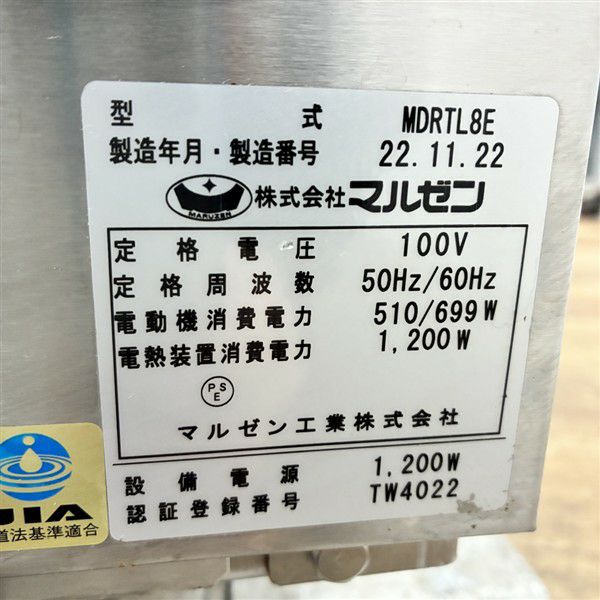 型式 MDRTL8E
製造年月・製造番号 22.11.22
MARUZEN 株式会社マルゼン
定格電圧 100V
定格周波数 50Hz/60Hz
電動機消費電力 510/699W
電熱装置消費電力 1,200W
PS
E
マルゼン工業株式会社
設備電源 1,200W
認証登録番号 TW4022
JIA
道法基準適合